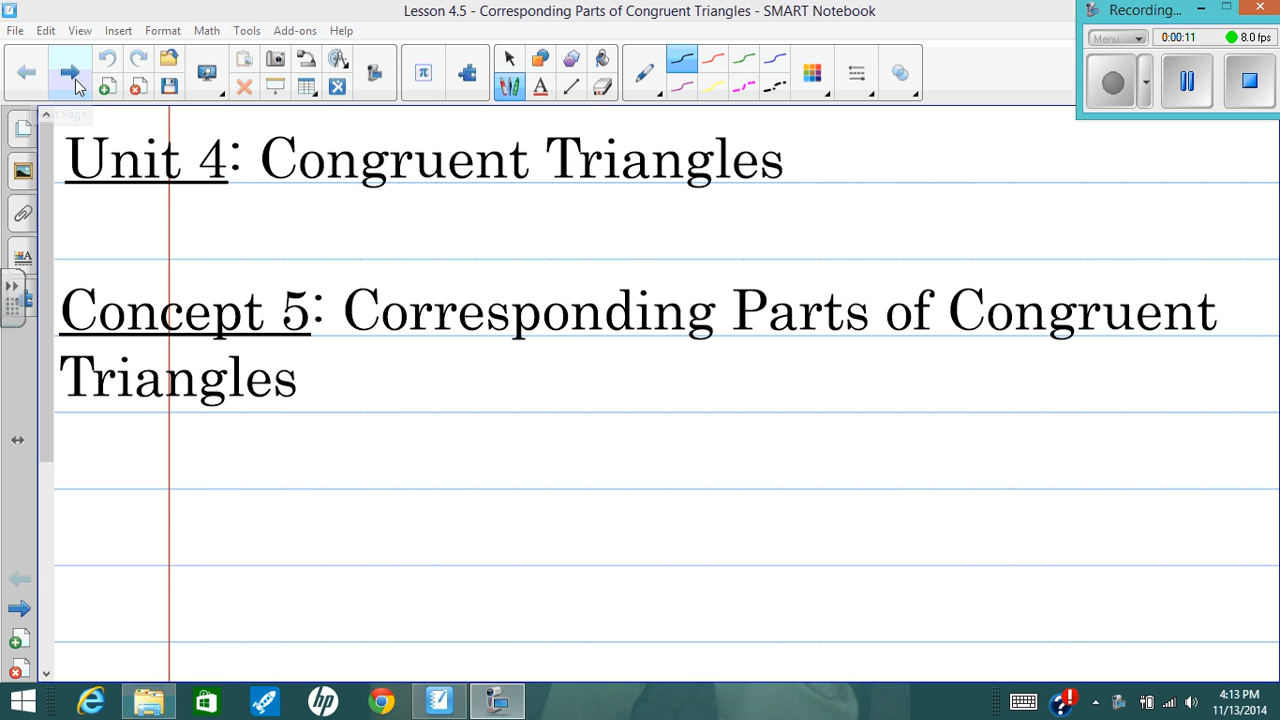 Lesson 4.5 - Corresponding Parts of Congruent Triangles - SMART Notebook
Recording...
File Edit View Insert Format Math Tools Add-ons Help
Menu 0:00:11 8.0 fps
Unit 4: Congruent Triangles
Concept 5: Corresponding Parts of Congruent
Triangles
4:13 PM
11/13/2014